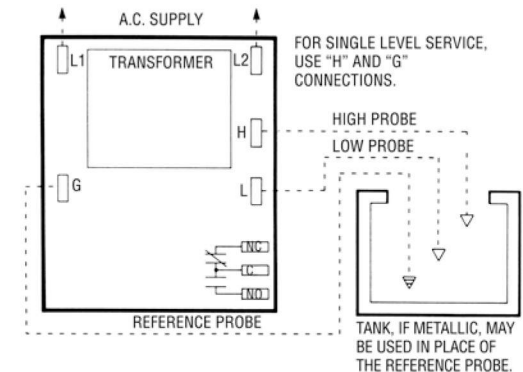 A.C. SUPPLY
L1
TRANSFORMER
L2
FOR SINGLE LEVEL SERVICE,
USE "H" AND "G"
CONNECTIONS.
H
HIGH PROBE
LOW PROBE
G
L
NC
C
NO
REFERENCE PROBE
TANK, IF METALLIC, MAY
BE USED IN PLACE OF
THE REFERENCE PROBE.